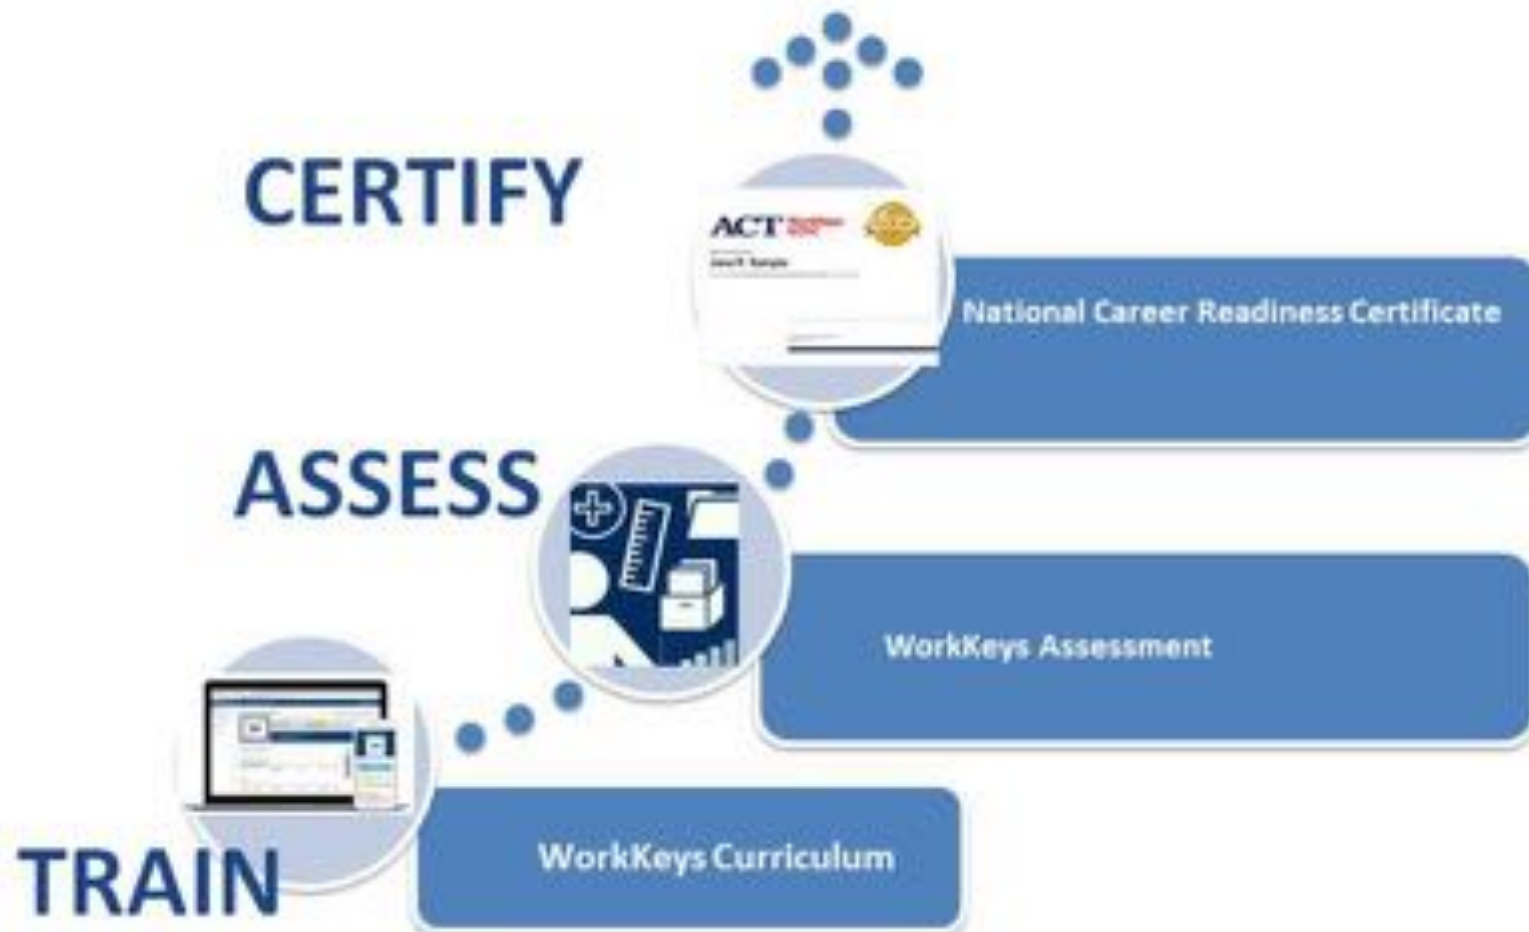 CERTIFY
ACT
National Career Readiness Certificate
ASSESS
WorkKeys Assessment
WorkKeys Curriculum
TRAIN